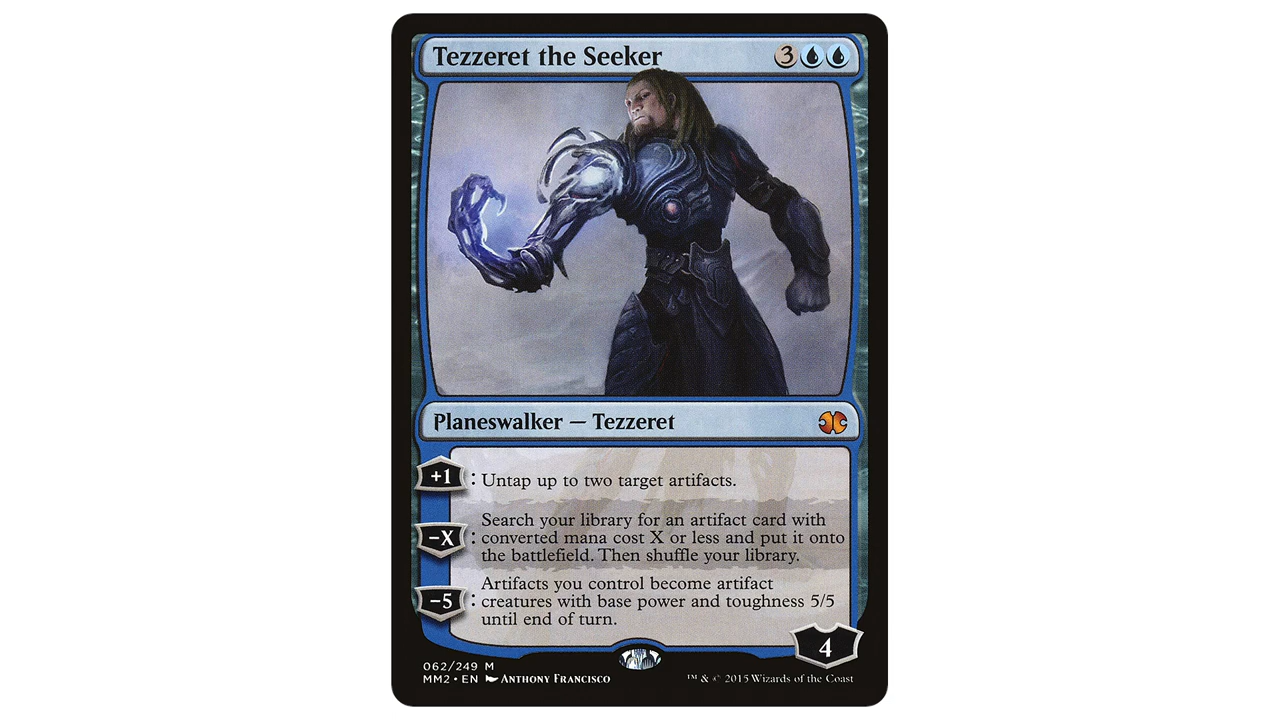 Tezzeret the Seeker 3
Planeswalker — Tezzeret
+1 : Untap up to two target artifacts.
Search your library for an artifact card with
−X : converted mana cost X or less and put it onto
the battlefield. Then shuffle your library.
Artifacts you control become artifact
−5 : creatures with base power and toughness 5/5
until end of turn.
4
062/249 M
MM2 • EN Anthony Francisco
™ & © 2015 Wizards of the Coast